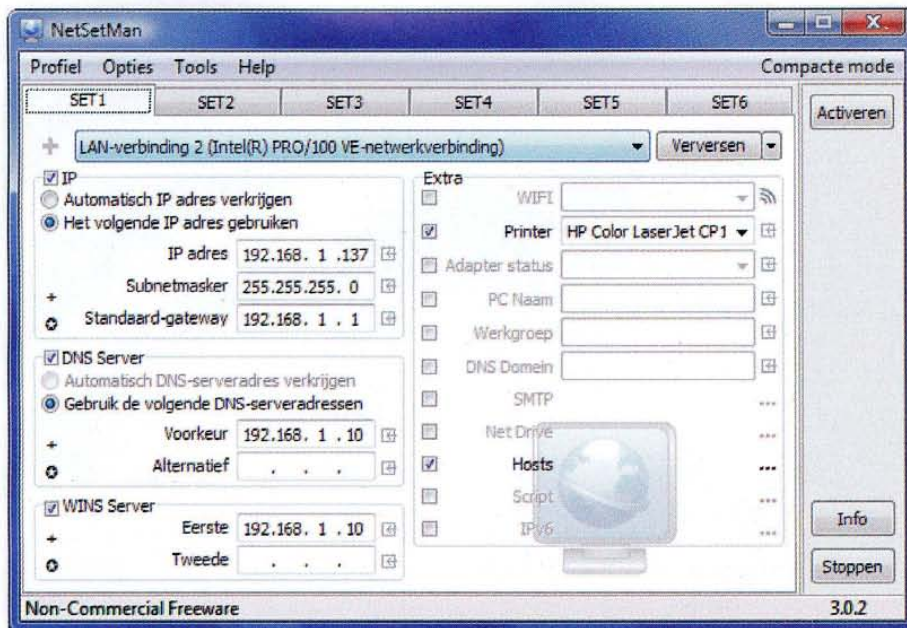 NetSetMan
Profiel Opties Tools Help Compacte mode
SET1 SET2 SET3 SET4 SET5 SET6
Activeren
LAN-verbinding 2 (Intel(R) PRO/100 VE-netwerkverbinding) Verversen
IP
Automatisch IP adres verkrijgen
Het volgende IP adres gebruiken
IP adres 192.168. 1 .137
Subnetmasker 255.255.255. 0
Standaard-gateway 192.168. 1 . 1
DNS Server
Automatisch DNS-serveradres verkrijgen
Gebruik de volgende DNS-serveradressen
Voorkeur 192.168. 1 .10
Alternatief . . .
WINS Server
Eerste 192.168. 1 .10
Tweede . . .
Extra
WIFI
Printer HP Color LaserJet CP1
Adapter status
PC Naam
Werkgroep
DNS Domein
SMTP ...
Net Drive ...
Hosts ...
Script ...
IPv6 ...
Info
Stoppen
Non-Commercial Freeware 3.0.2